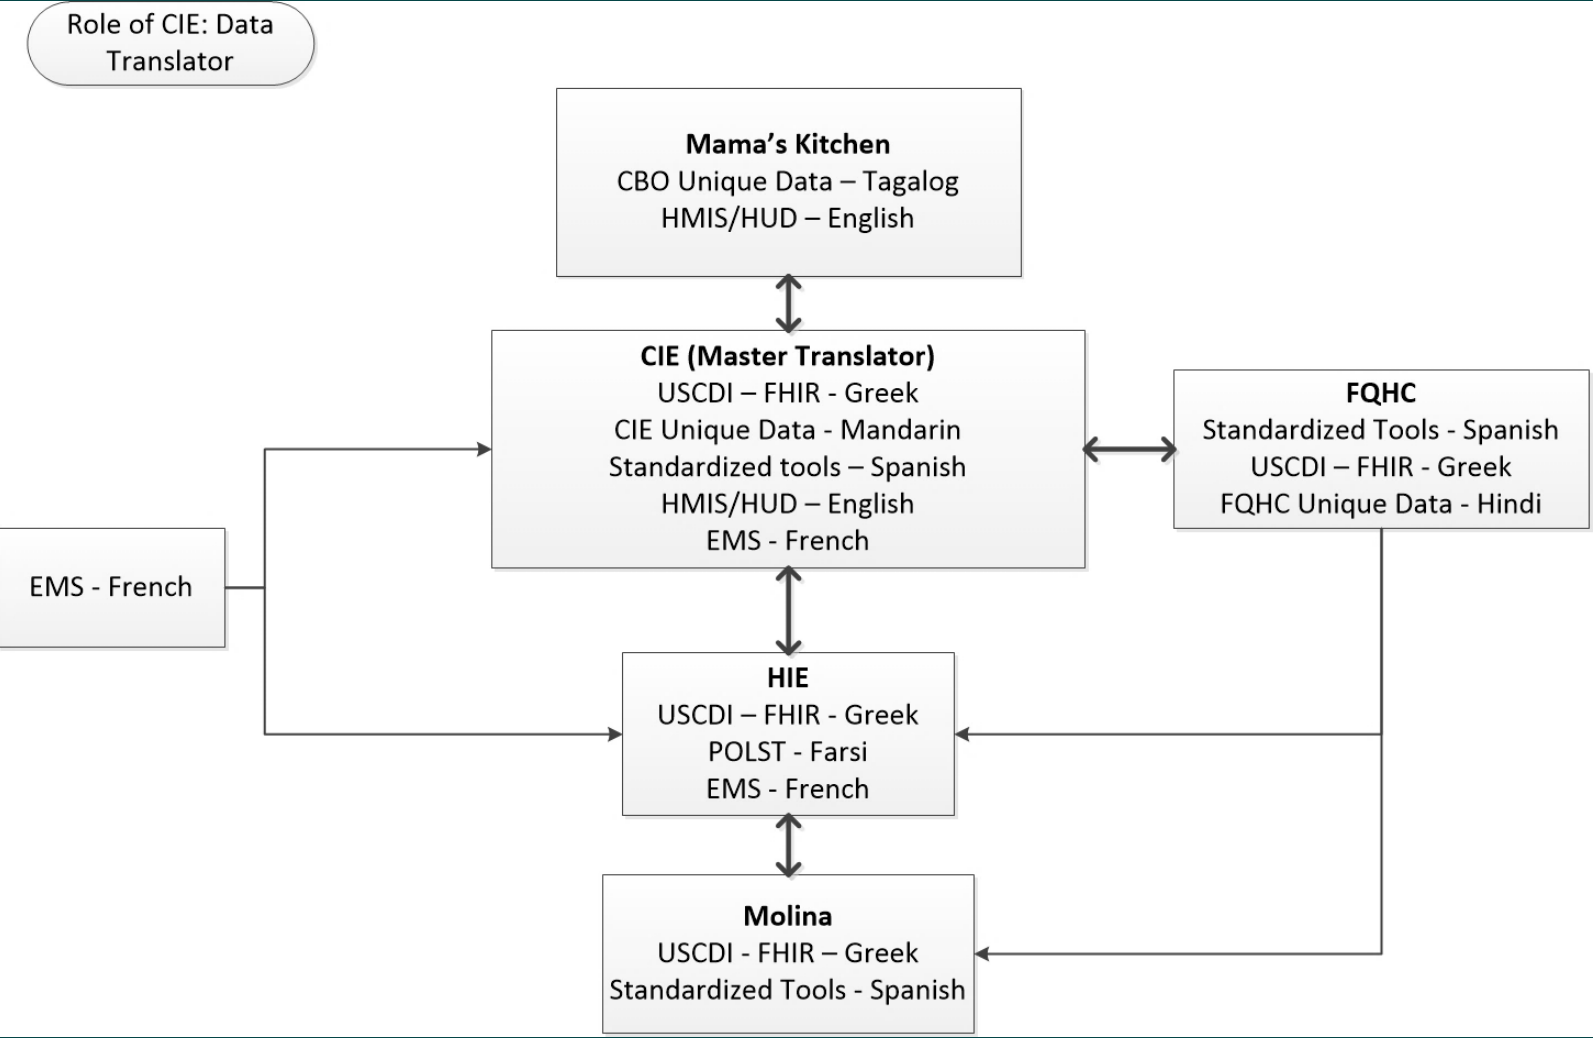 Role of CIE: Data
Translator
Mama’s Kitchen
CBO Unique Data – Tagalog
HMIS/HUD – English
CIE (Master Translator)
USCDI – FHIR - Greek
CIE Unique Data - Mandarin
Standardized tools – Spanish
HMIS/HUD – English
EMS - French
FQHC
Standardized Tools - Spanish
USCDI – FHIR - Greek
FQHC Unique Data - Hindi
EMS - French
HIE
USCDI – FHIR - Greek
POLST - Farsi
EMS - French
Molina
USCDI - FHIR – Greek
Standardized Tools - Spanish